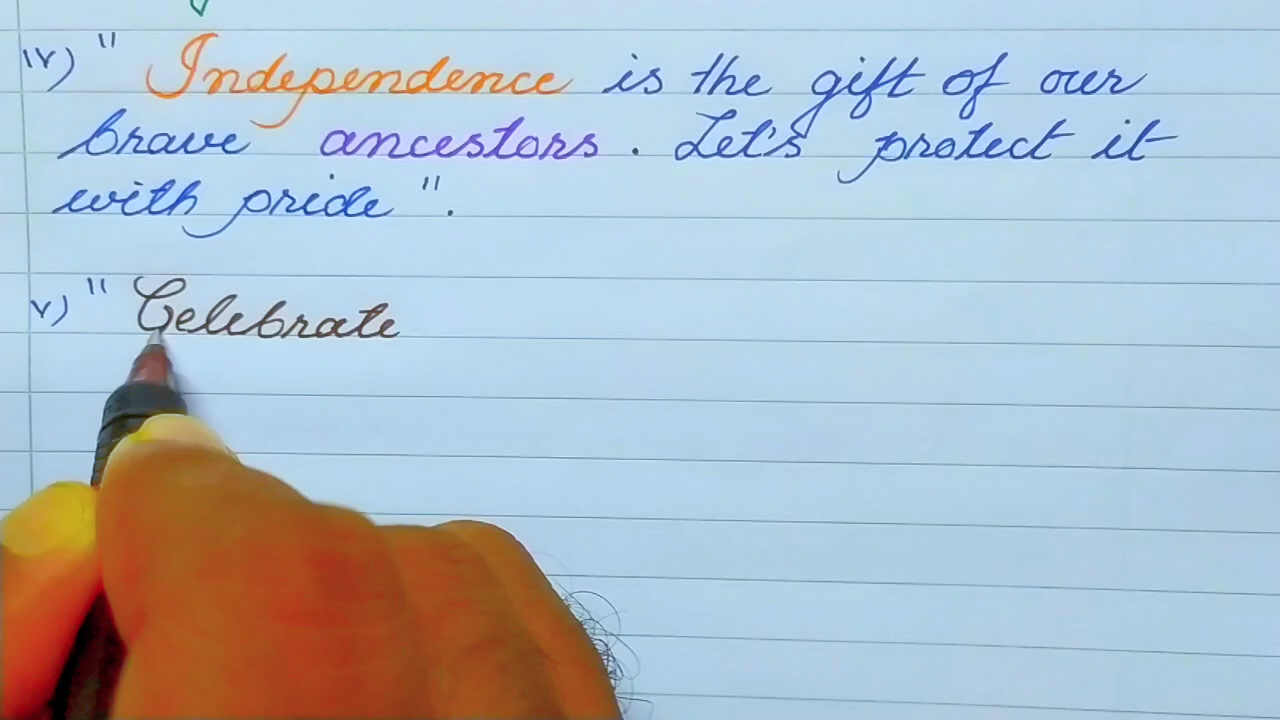 iv) " Independence is the gift of our
brave ancestors. Let's protect it
with pride ".
v) " Celebrate